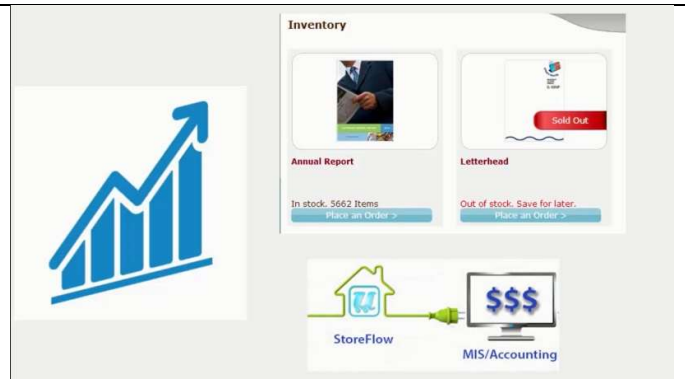 Inventory
Sold Out
Annual Report
Letterhead
In stock. 5662 Items
Out of stock. Save for later.
Place an Order >
Place an Order >
$$$
StoreFlow
MIS/Accounting